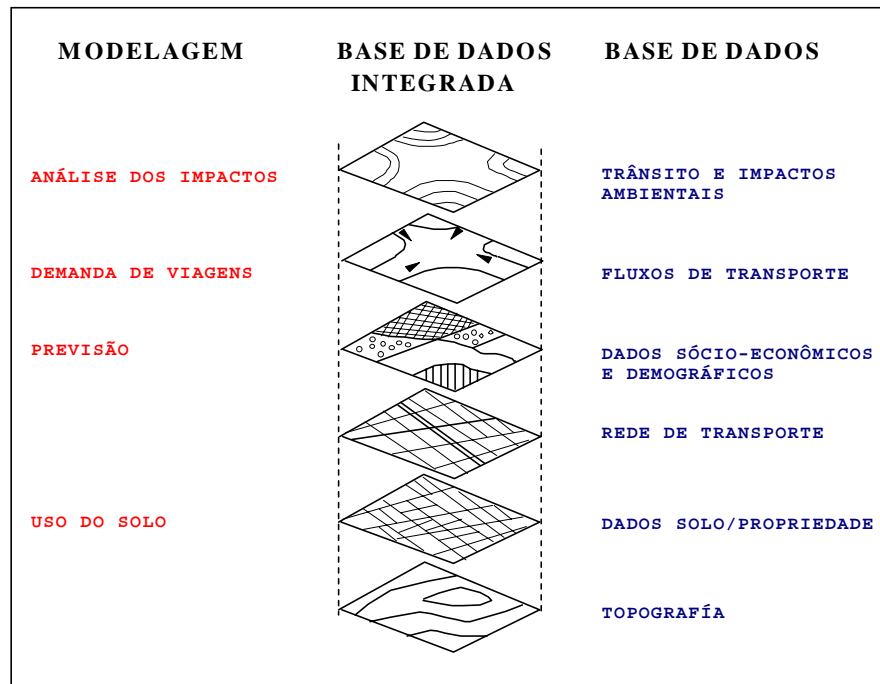 MODELAGEM
BASE DE DADOS
INTEGRADA
BASE DE DADOS
ANÁLISE DOS IMPACTOS
TRÂNSITO E IMPACTOS
AMBIENTAIS
DEMANDA DE VIAGENS
FLUXOS DE TRANSPORTE
PREVISÃO
DADOS SÓCIO-ECONÔMICOS
E DEMOGRÁFICOS
REDE DE TRANSPORTE
USO DO SOLO
DADOS SOLO/PROPRIEDADE
TOPOGRAFÍA